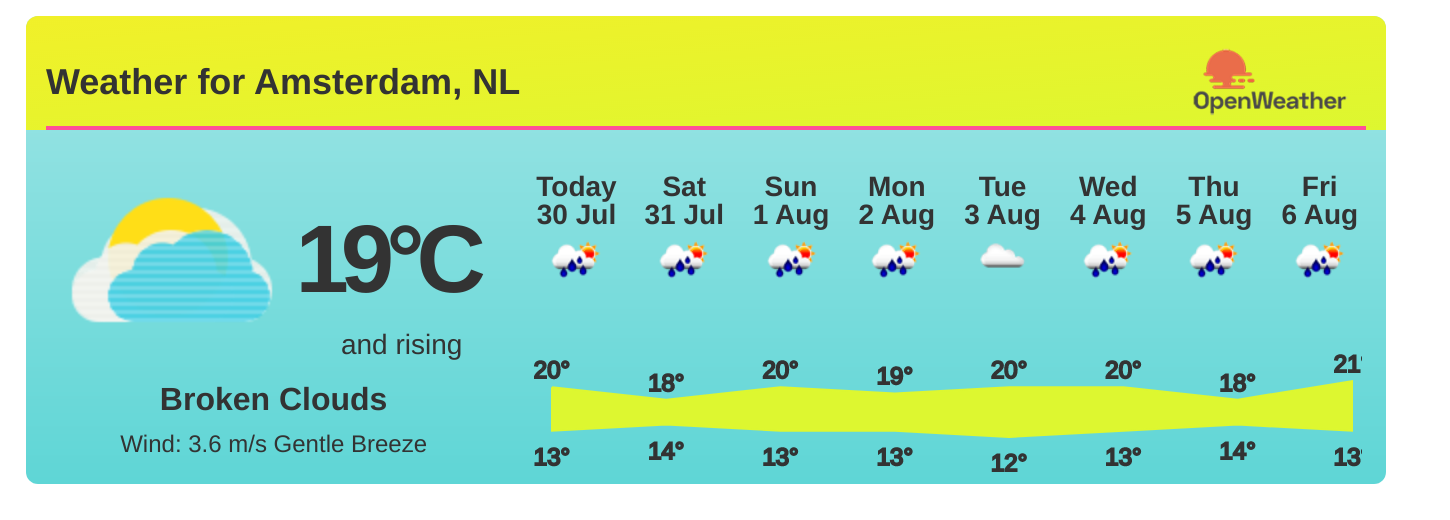 Weather for Amsterdam, NL
OpenWeather
19°C
and rising
Broken Clouds
Wind: 3.6 m/s Gentle Breeze
Today Sat Sun Mon Tue Wed Thu Fri
30 Jul 31 Jul 1 Aug 2 Aug 3 Aug 4 Aug 5 Aug 6 Aug
20° 18° 20° 19° 20° 20° 18° 21°
13° 14° 13° 13° 12° 13° 14° 13